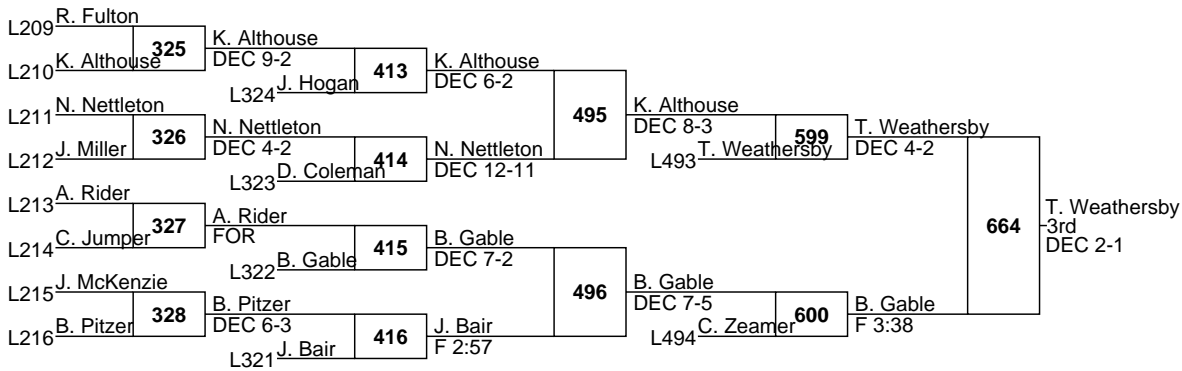 R. Fulton
L209
325
K. Althouse
L210
K. Althouse
DEC 9-2
413
J. Hogan
L324
K. Althouse
DEC 6-2
N. Nettleton
L211
326
J. Miller
L212
N. Nettleton
DEC 4-2
414
D. Coleman
L323
N. Nettleton
DEC 12-11
495
K. Althouse
DEC 8-3
599
T. Weathersby
L493
T. Weathersby
DEC 4-2
A. Rider
L213
327
C. Jumper
L214
A. Rider
FOR
415
B. Gable
L322
B. Gable
DEC 7-2
J. McKenzie
L215
328
B. Pitzer
L216
B. Pitzer
DEC 6-3
416
J. Bair
L321
J. Bair
F 2:57
496
B. Gable
DEC 7-5
600
C. Zeamer
L494
B. Gable
F 3:38
664
T. Weathersby
3rd
DEC 2-1